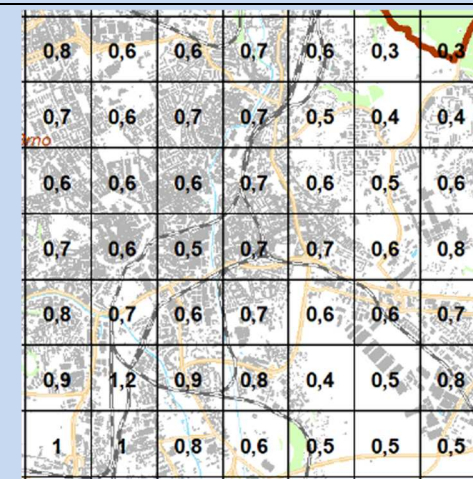 0,8 0,6 0,6 0,7 0,6 0,3 0,3
0,7 0,6 0,7 0,7 0,5 0,4 0,4
0,6 0,6 0,6 0,7 0,6 0,5 0,6
0,7 0,6 0,5 0,7 0,7 0,6 0,8
0,8 0,7 0,6 0,7 0,6 0,6 0,7
0,9 1,2 0,9 0,8 0,4 0,5 0,8
1 1 0,8 0,6 0,5 0,5 0,5